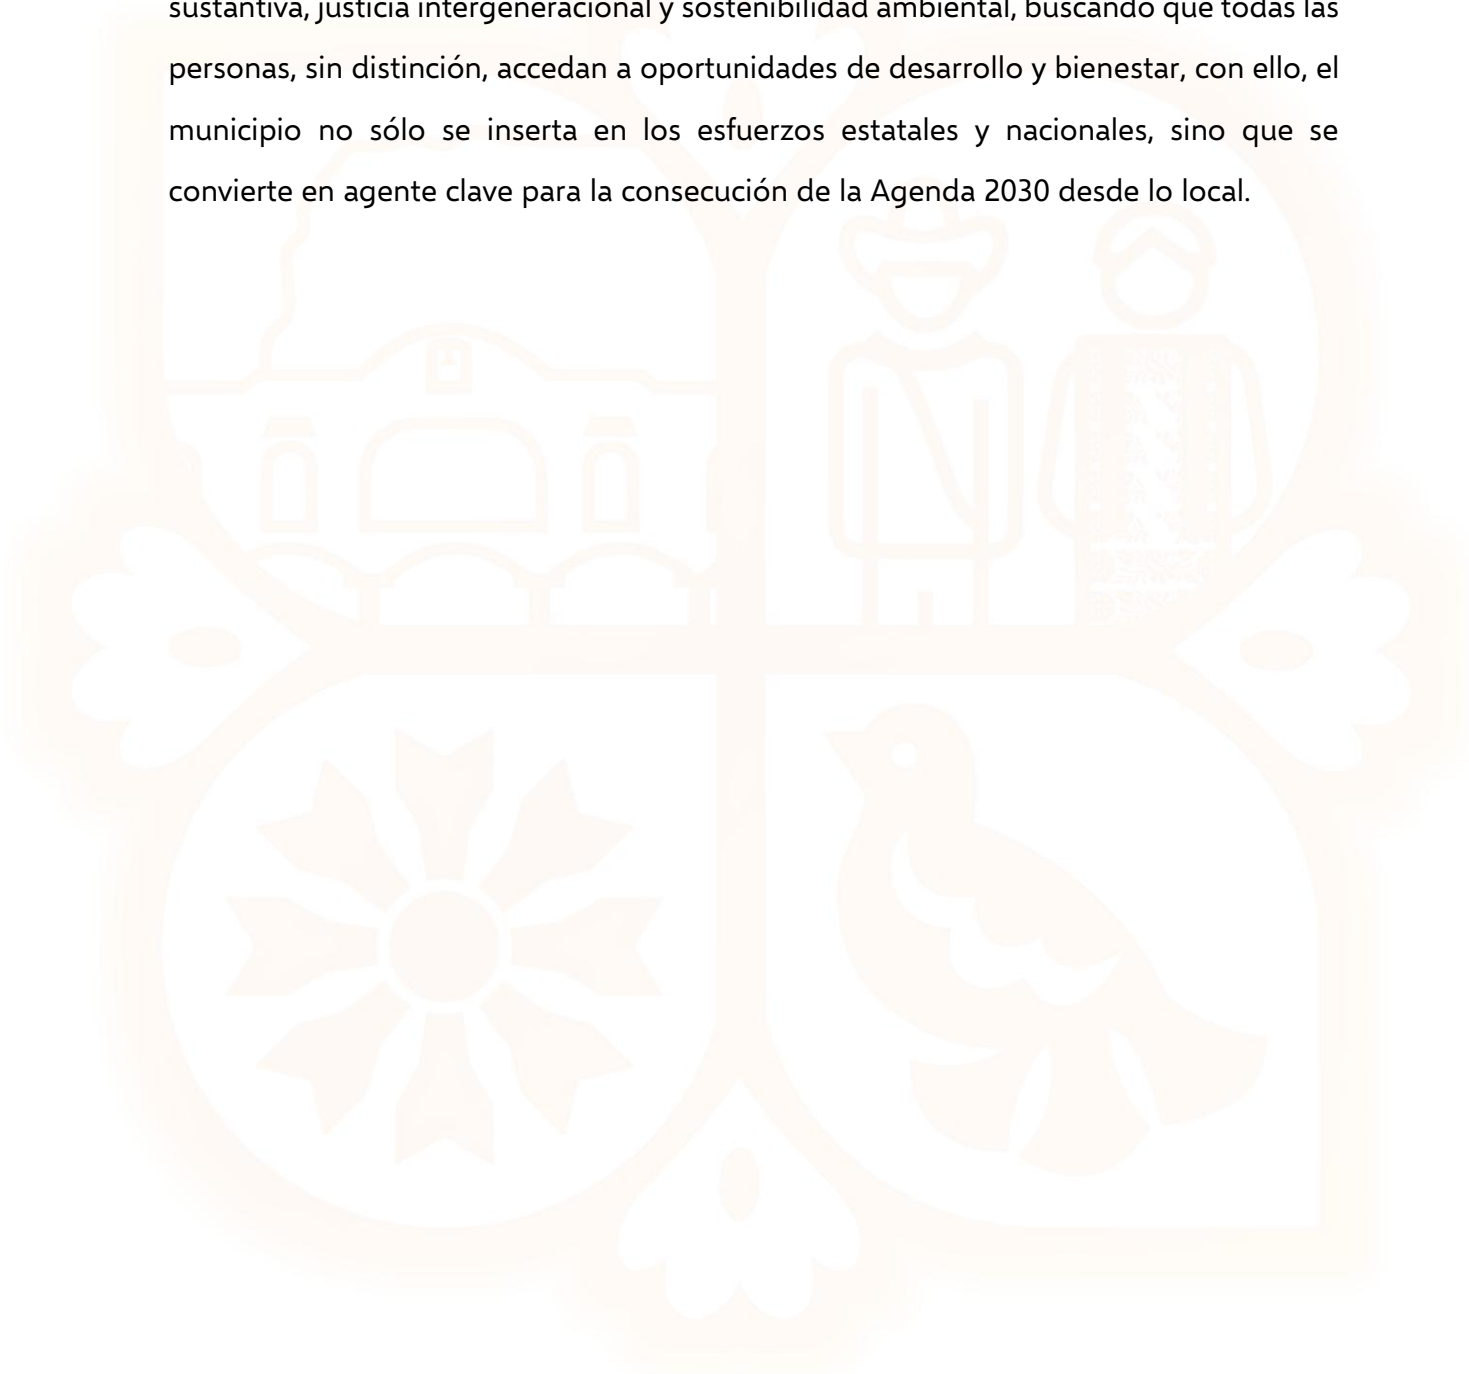 sustantiva, justicia intergeneracional y sostenibilidad ambiental, buscando que todas las
personas, sin distinción, accedan a oportunidades de desarrollo y bienestar, con ello, el
municipio no sólo se inserta en los esfuerzos estatales y nacionales, sino que se
convierte en agente clave para la consecución de la Agenda 2030 desde lo local.